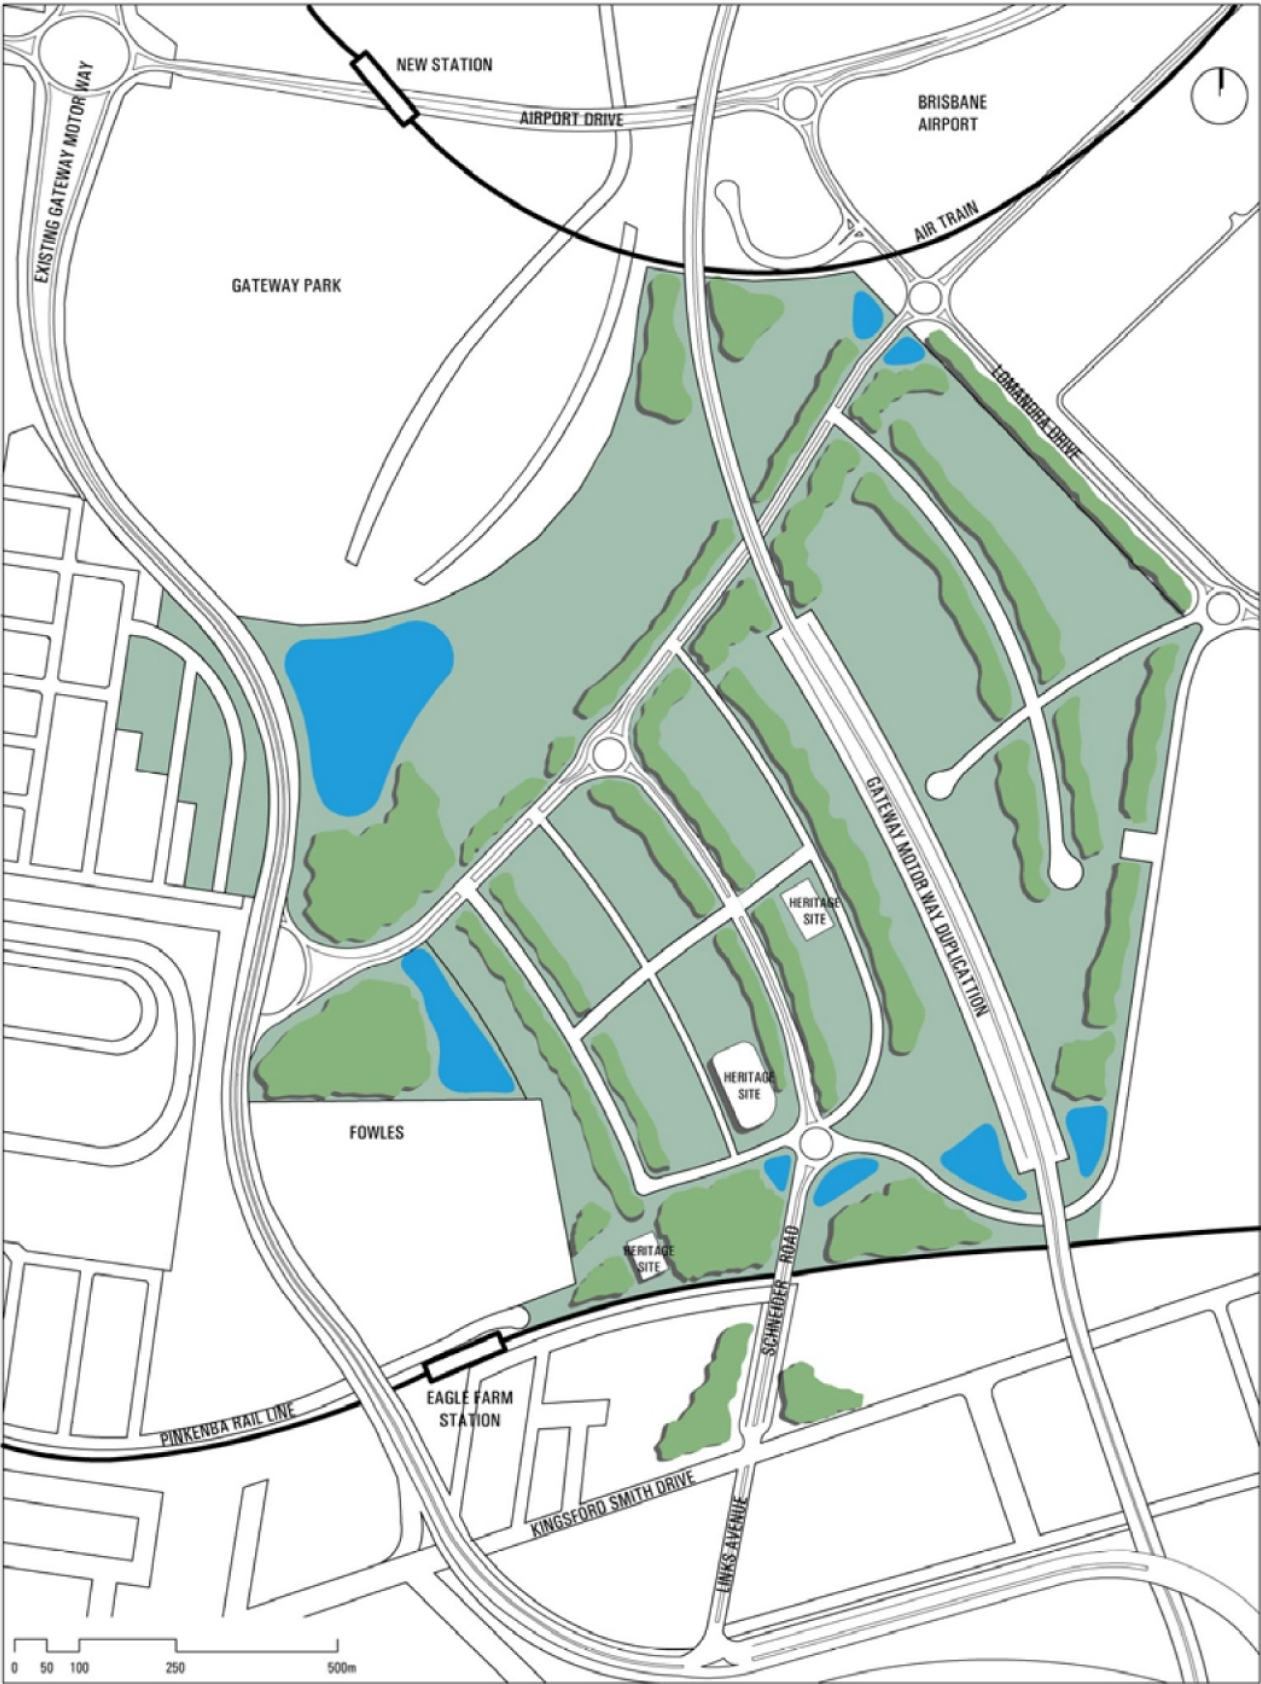 NEW STATION
EXISTING GATEWAY MOTOR WAY
AIRPORT DRIVE
BRISBANE
AIRPORT
AIR TRAIN
GATEWAY PARK
LOMANDRA DRIVE
GATEWAY MOTOR WAY DUPLICATTION
HERITAGE
SITE
HERITAGE
SITE
FOWLES
HERITAGE
SITE
SCHNEIDER ROAD
EAGLE FARM
STATION
PINKENBA RAIL LINE
KINGSFORD SMITH DRIVE
LINKS AVENUE
0 50 100 250 500m